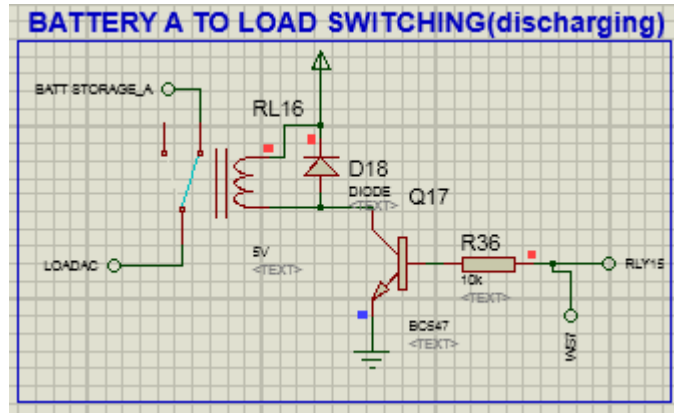 BATTERY A TO LOAD SWITCHING(discharging)
BATT STORAGE_A
RL16
D18
DIODE
<TEXT>
Q17
5V
<TEXT>
LOADAC
R36
10k
<TEXT>
RLY15
BC547
<TEXT>